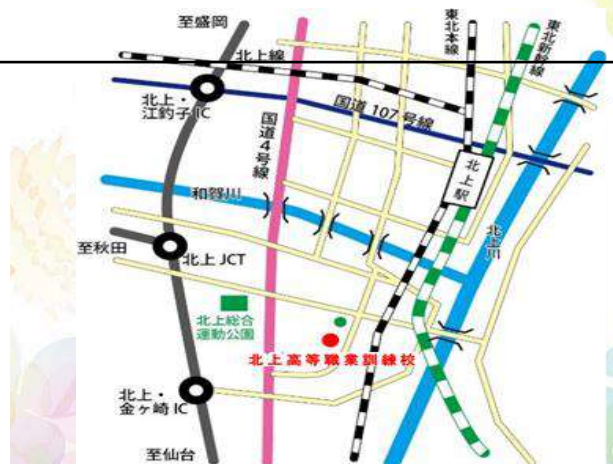 至盛岡
北上線
東北本線
東北新幹線
北上・
江釣子IC
国道107号線
国道4号線
北上駅
和賀川
北上川
至秋田
北上JCT
北上総合
運動公園
北上高等職業訓練校
北上・
金ヶ崎IC
至仙台